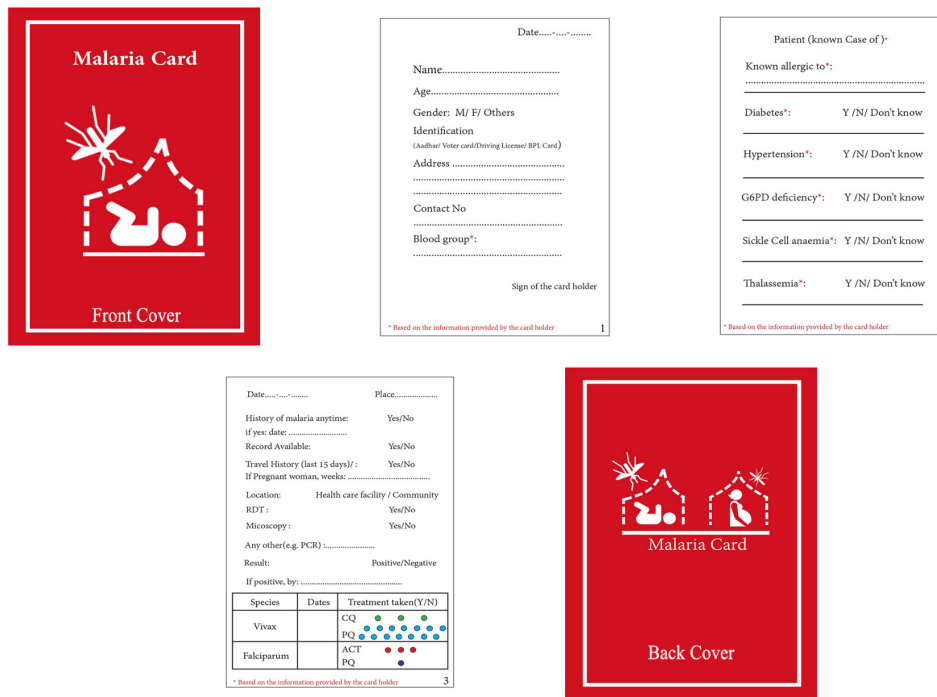 Malaria Card
Front Cover
Date.....-....-........
Name...........................................
Age...............................................
Gender: M/ F/ Others
Identification
(Aadhar/ Voter card/Driving License/ BPL Card)
Address .........................................
.......................................................
.......................................................
Contact No
.......................................................
Blood group*:
.......................................................
Sign of the card holder
* Based on the information provided by the card holder 1
Patient (known Case of )*
Known allergic to*:
..................................................................
Diabetes*: Y /N/ Don't know
Hypertension*: Y /N/ Don't know
G6PD deficiency*: Y /N/ Don't know
Sickle Cell anaemia*: Y /N/ Don't know
Thalassemia*: Y /N/ Don't know
* Based on the information provided by the card holder
Date.....-....-........ Place....................
History of malaria anytime: Yes/No
if yes: date: ...........................
Record Available: Yes/No
Travel History (last 15 days)/ : Yes/No
If Pregnant woman, weeks: ......................................
Location: Health care facility / Community
RDT : Yes/No
Micoscopy : Yes/No
Any other(e.g. PCR) :.......................
Result: Positive/Negative
If positive, by: ...............................................
Species Dates Treatment taken(Y/N)
Vivax CQ
PQ
Falciparum ACT
PQ
* Based on the information provided by the card holder 3
Malaria Card
Back Cover